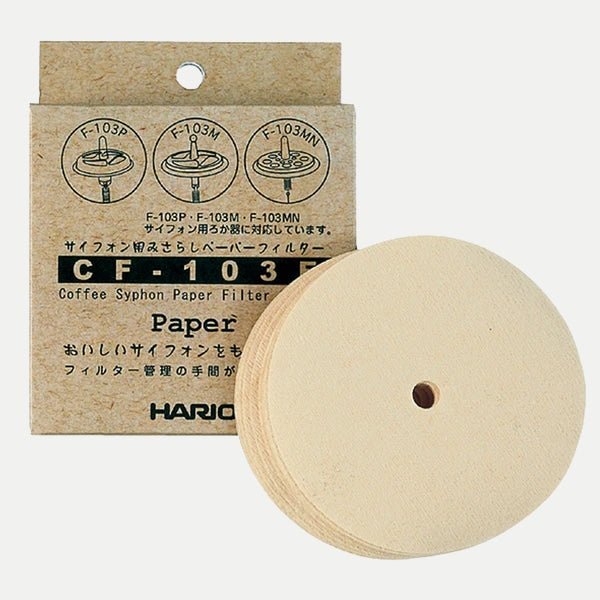 F-103P
F-103M
F-103MN
F-103P・F-103M・F-103MN
サイフォン用ろか器に対応しています。
サイフォン用みさらしペーパーフィルター
CF-103E
Coffee Syphon Paper Filter
Paper
おいしいサイフォンをも
フィルター管理の手間が
HARIO